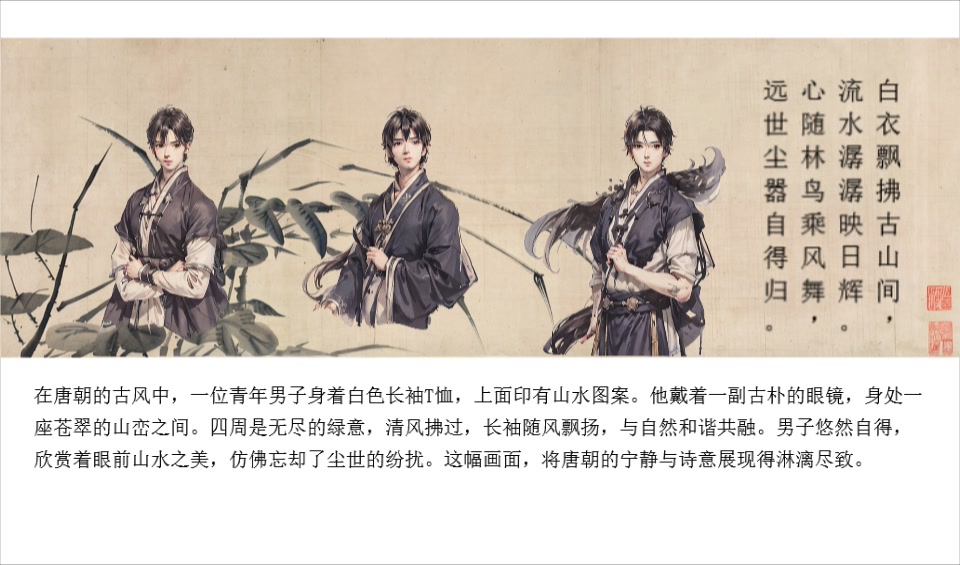 白衣飘拂古山间，
流水潺潺映日辉。
心随林鸟乘风舞，
远世尘器自得归。
在唐朝的古风中，一位青年男子身着白色长袖T恤，上面印有山水图案。他戴着一副古朴的眼镜，身处一
座苍翠的山峦之间。四周是无尽的绿意，清风拂过，长袖随风飘扬，与自然和谐共融。男子悠然自得，
欣赏着眼前山水之美，仿佛忘却了尘世的纷扰。这幅画面，将唐朝的宁静与诗意展现得淋漓尽致。